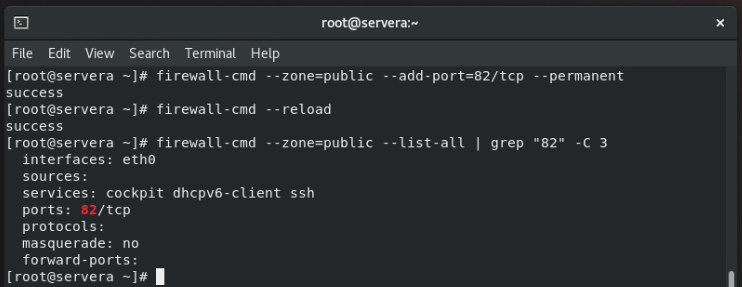 root@servera:~
File Edit View Search Terminal Help
[root@servera ~]# firewall-cmd --zone=public --add-port=82/tcp --permanent
success
[root@servera ~]# firewall-cmd --reload
success
[root@servera ~]# firewall-cmd --zone=public --list-all | grep "82" -C 3
  interfaces: eth0
  sources:
  services: cockpit dhcpv6-client ssh
  ports: 82/tcp
  protocols:
  masquerade: no
  forward-ports:
[root@servera ~]#